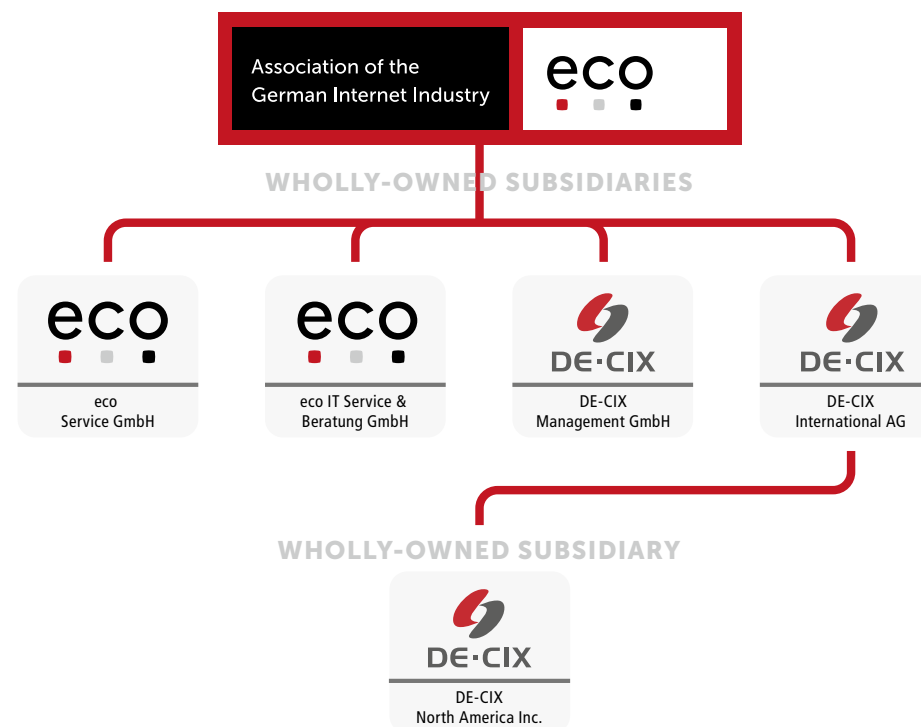 Association of the
German Internet Industry
eco
WHOLLY-OWNED SUBSIDIARIES
eco
eco
Service GmbH
eco
eco IT Service &
Beratung GmbH
DE-CIX
DE-CIX
Management GmbH
DE-CIX
DE-CIX
International AG
WHOLLY-OWNED SUBSIDIARY
DE-CIX
DE-CIX
North America Inc.